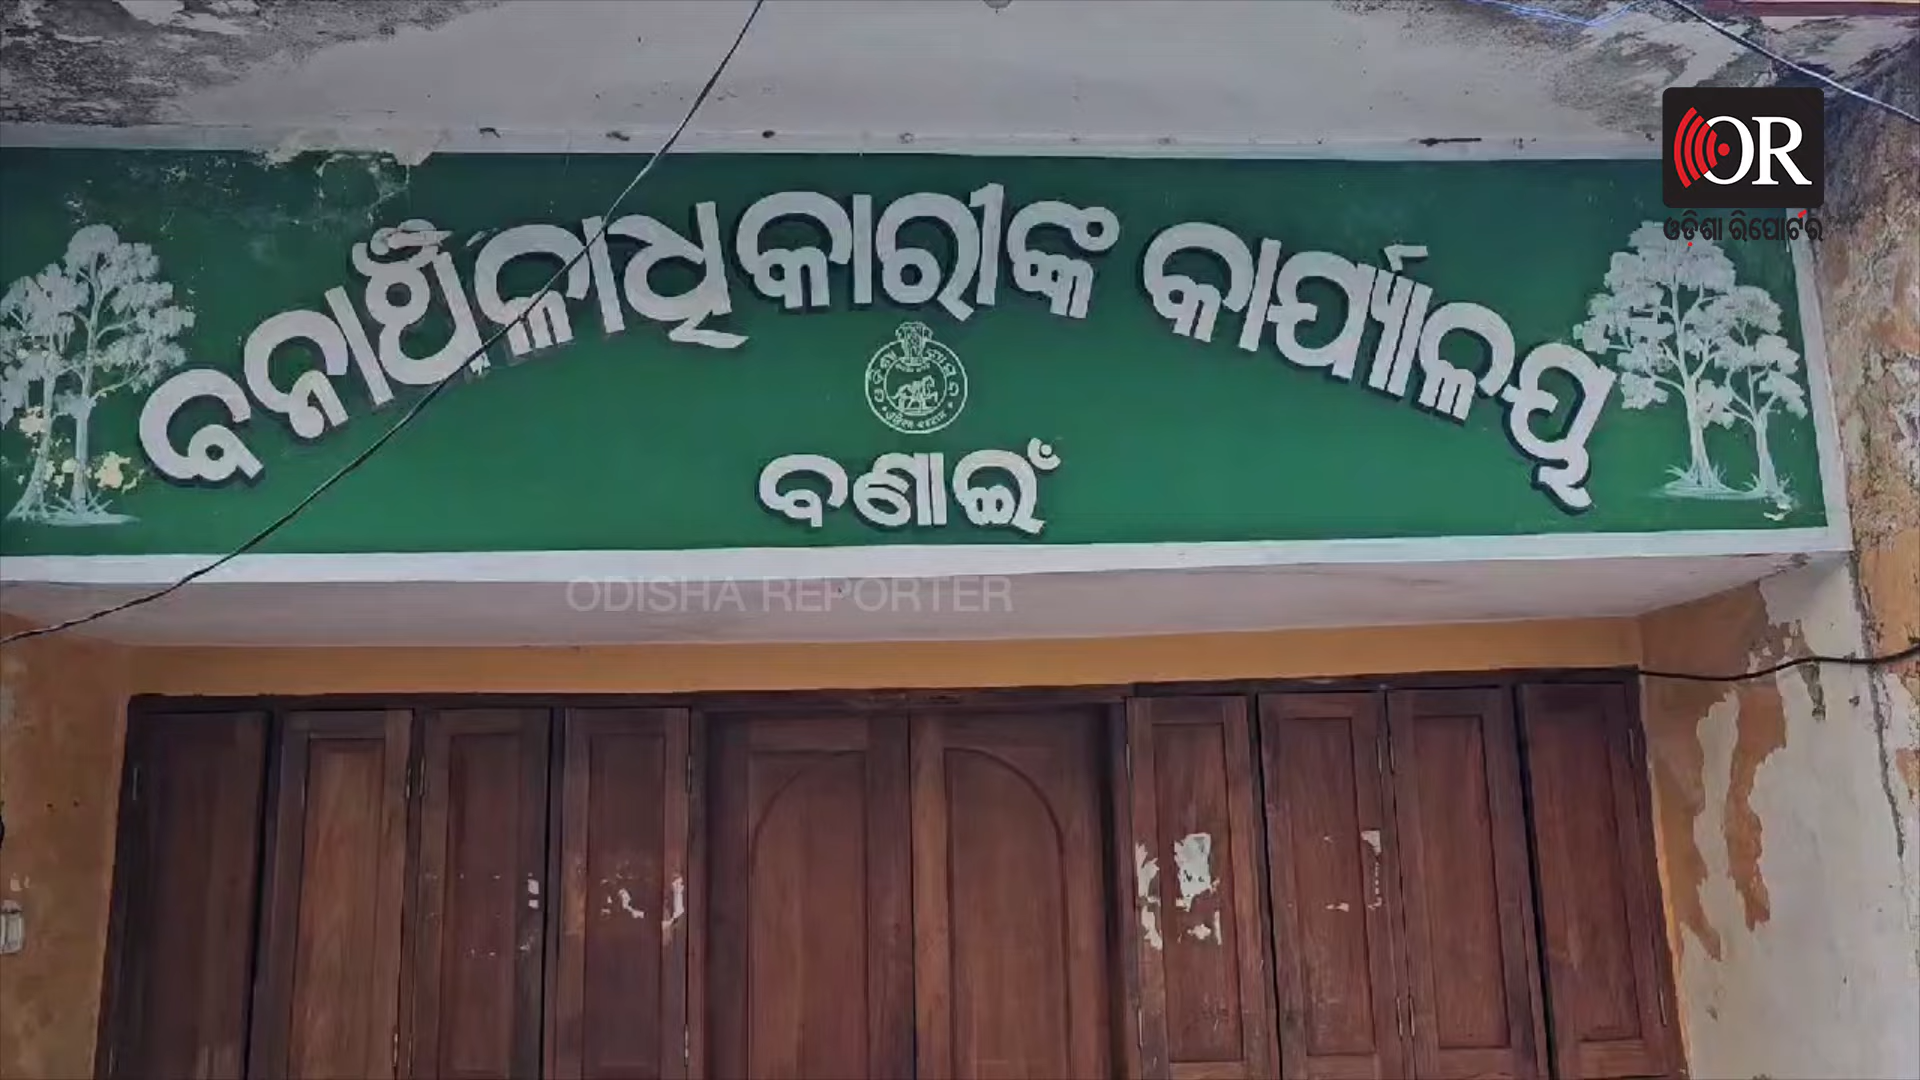 OR
ଓଡ଼ିଶା ରିପୋର୍ଟର
ବନାଞ୍ଚଳାଧିକାରୀଙ୍କ କାର୍ଯ୍ୟାଳୟ
ବଣାଇଁ
ODISHA REPORTER